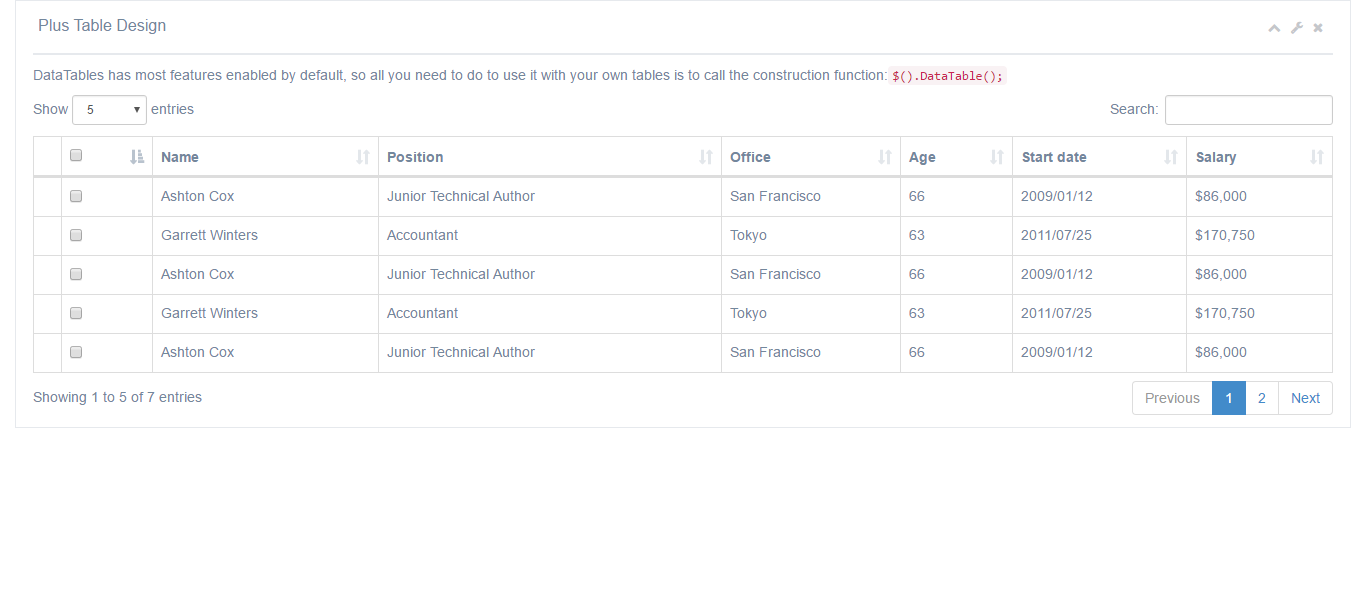 Plus Table Design
DataTables has most features enabled by default, so all you need to do to use it with your own tables is to call the construction function: $().DataTable();
Show 5 entries Search:
Name Position Office Age Start date Salary
Ashton Cox Junior Technical Author San Francisco 66 2009/01/12 $86,000
Garrett Winters Accountant Tokyo 63 2011/07/25 $170,750
Ashton Cox Junior Technical Author San Francisco 66 2009/01/12 $86,000
Garrett Winters Accountant Tokyo 63 2011/07/25 $170,750
Ashton Cox Junior Technical Author San Francisco 66 2009/01/12 $86,000
Showing 1 to 5 of 7 entries Previous 1 2 Next